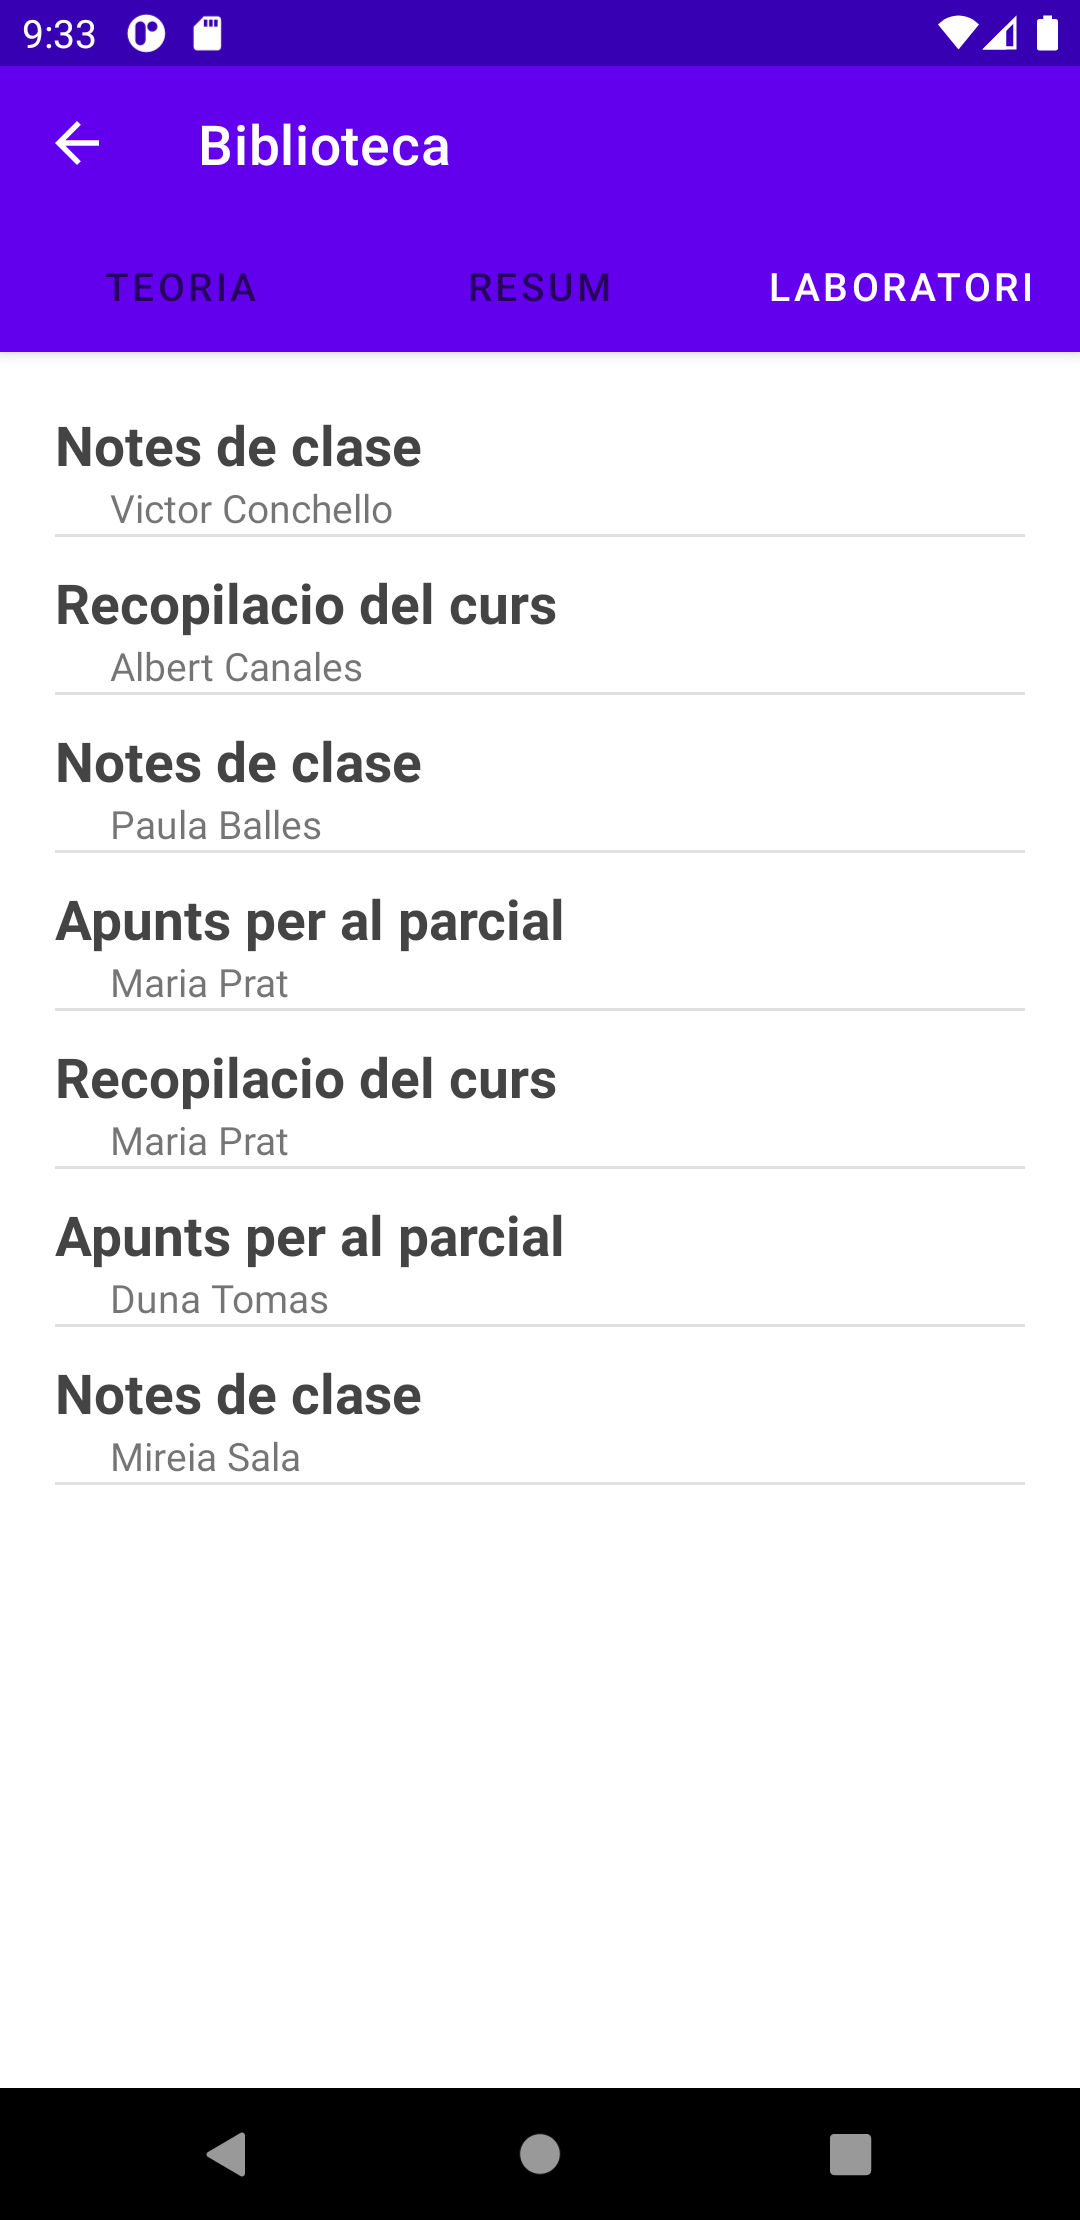 9:33
Biblioteca
TEORIA RESUM LABORATORI
Notes de clase
Victor Conchello
Recopilacio del curs
Albert Canales
Notes de clase
Paula Balles
Apunts per al parcial
Maria Prat
Recopilacio del curs
Maria Prat
Apunts per al parcial
Duna Tomas
Notes de clase
Mireia Sala